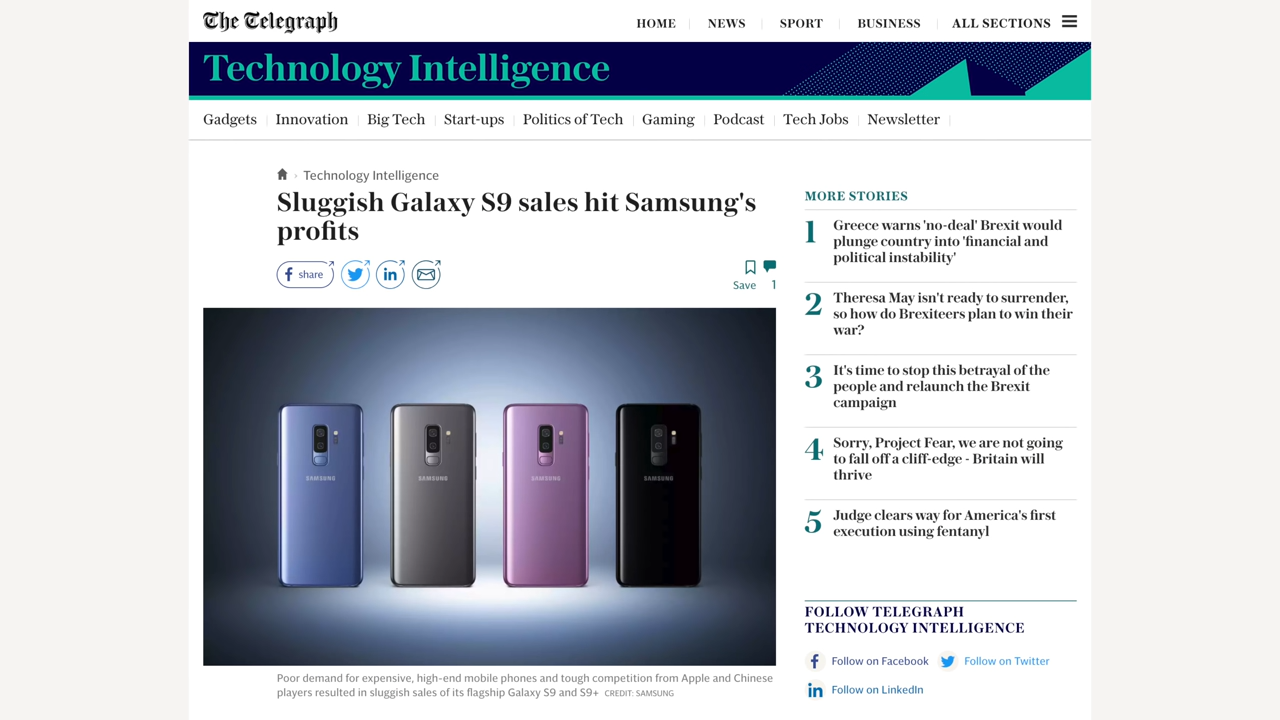 The Telegraph
HOME
NEWS
SPORT
BUSINESS
ALL SECTIONS
Technology Intelligence
Gadgets
Innovation
Big Tech
Start-ups
Politics of Tech
Gaming
Podcast
Tech Jobs
Newsletter
Technology Intelligence
Sluggish Galaxy S9 sales hit Samsung's
profits
share
Save
1
SAMSUNG
SAMSUNG
SAMSUNG
SAMSUNG
Poor demand for expensive, high-end mobile phones and tough competition from Apple and Chinese
players resulted in sluggish sales of its flagship Galaxy S9 and S9+ CREDIT: SAMSUNG
MORE STORIES
1
Greece warns 'no-deal' Brexit would
plunge country into 'financial and
political instability'
2
Theresa May isn't ready to surrender,
so how do Brexiteers plan to win their
war?
3
It's time to stop this betrayal of the
people and relaunch the Brexit
campaign
4
Sorry, Project Fear, we are not going
to fall off a cliff-edge - Britain will
thrive
5
Judge clears way for America's first
execution using fentanyl
FOLLOW TELEGRAPH
TECHNOLOGY INTELLIGENCE
Follow on Facebook
Follow on Twitter
Follow on LinkedIn